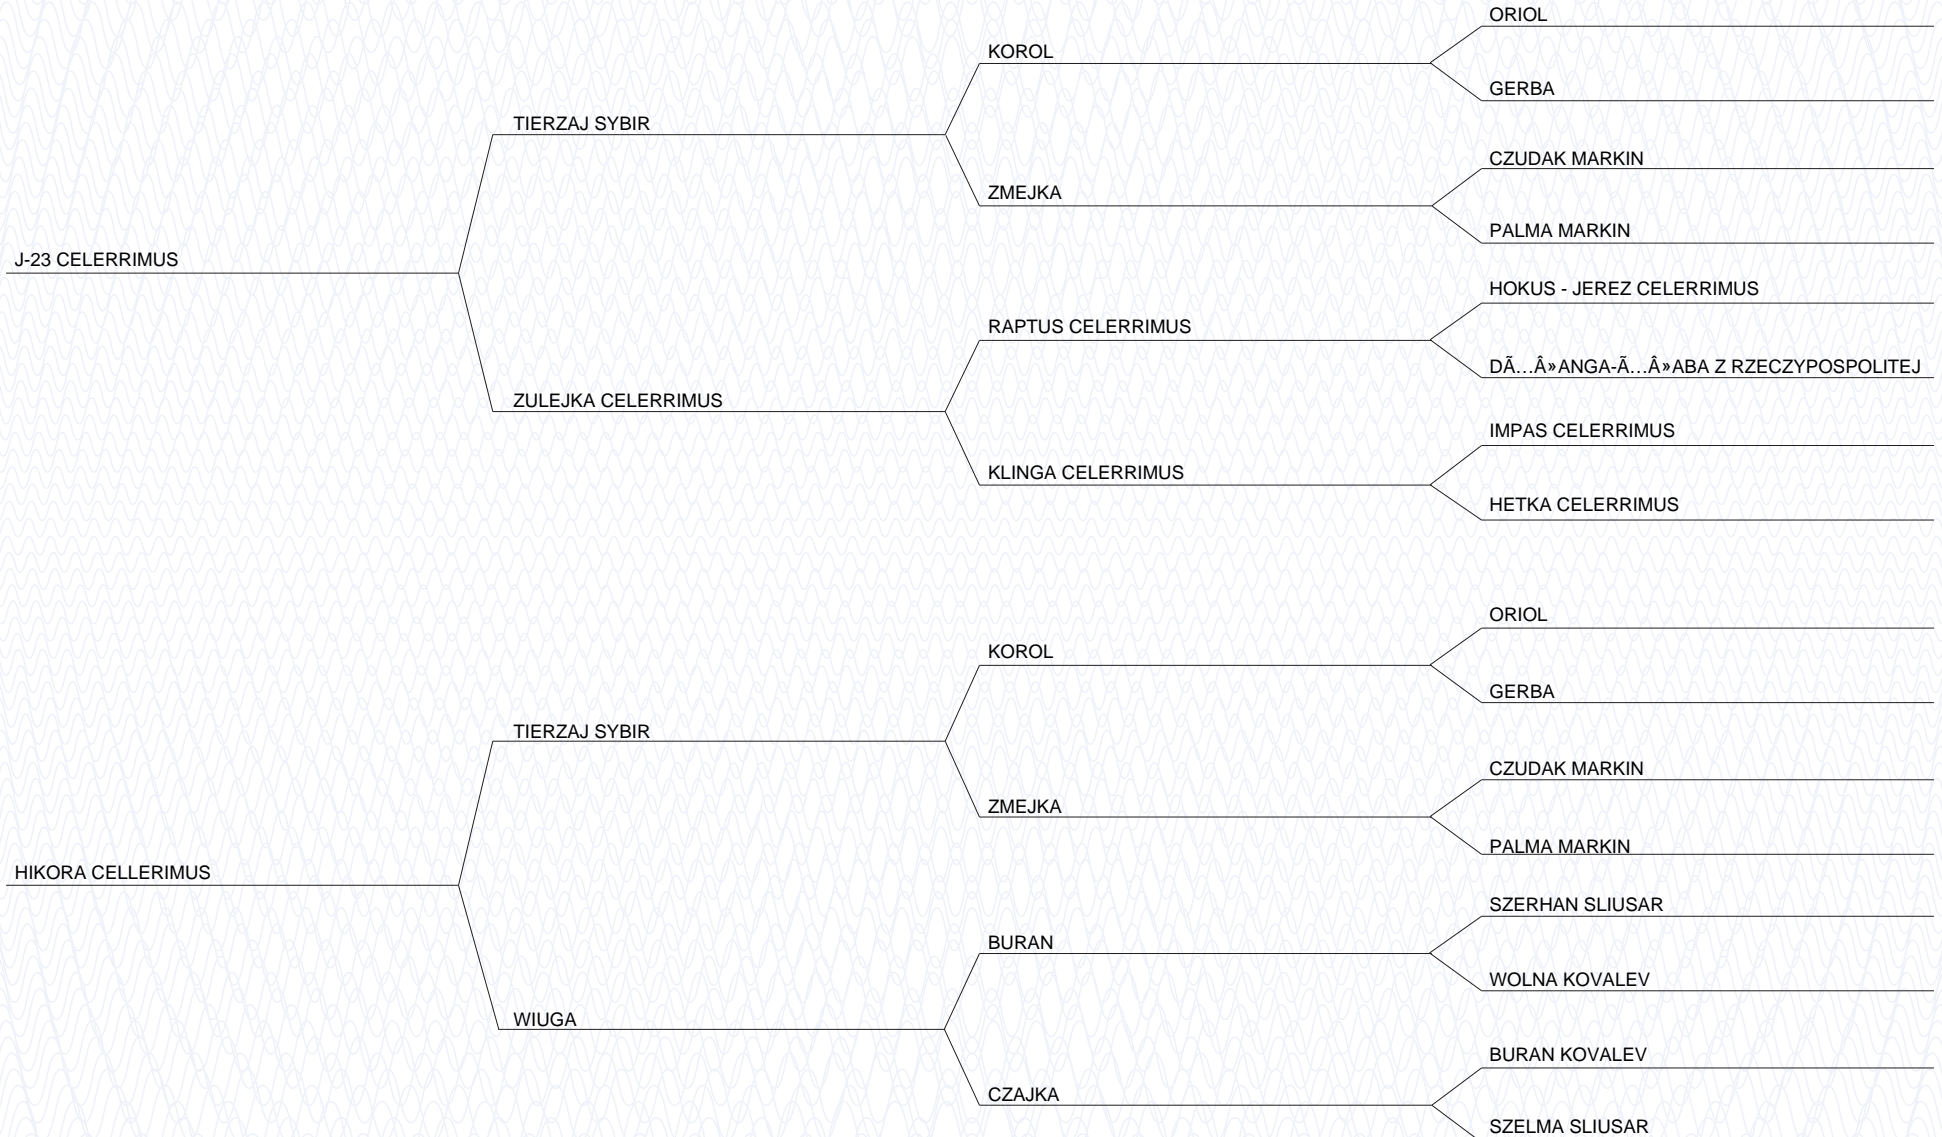 ORIOL
KOROL
GERBA
TIERZAJ SYBIR
CZUDAK MARKIN
ZMEJKA
PALMA MARKIN
J-23 CELERRIMUS
HOKUS - JEREZ CELERRIMUS
RAPTUS CELERRIMUS
DÃ…Â»ANGA-Ã…Â»ABA Z RZECZYPOSPOLITEJ
ZULEJKA CELERRIMUS
IMPAS CELERRIMUS
KLINGA CELERRIMUS
HETKA CELERRIMUS
ORIOL
KOROL
GERBA
TIERZAJ SYBIR
CZUDAK MARKIN
ZMEJKA
PALMA MARKIN
HIKORA CELLERIMUS
SZERHAN SLIUSAR
BURAN
WOLNA KOVALEV
WIUGA
BURAN KOVALEV
CZAJKA
SZELMA SLIUSAR